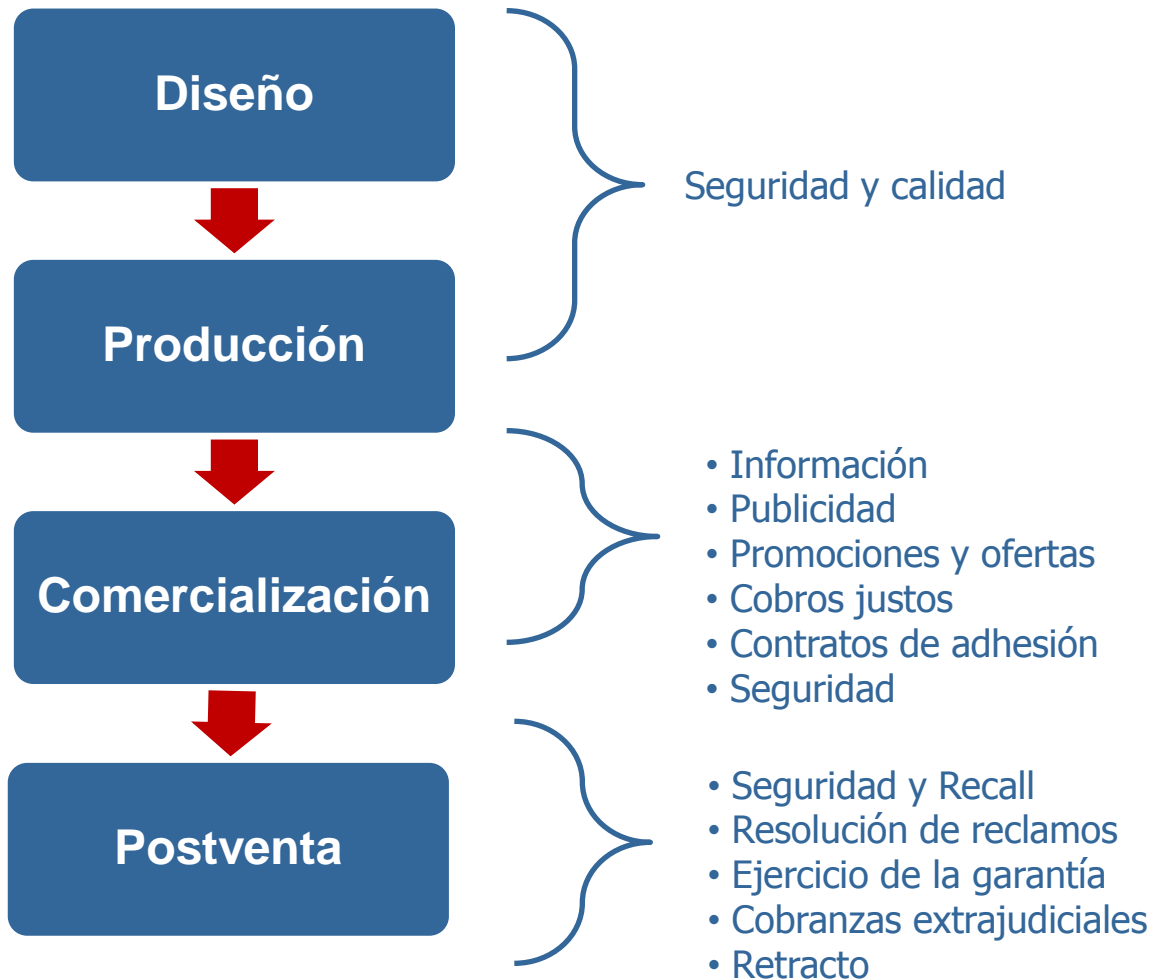 Diseño
Seguridad y calidad
Producción
• Información
• Publicidad
• Promociones y ofertas
• Cobros justos
• Contratos de adhesión
• Seguridad
Comercialización
• Seguridad y Recall
• Resolución de reclamos
• Ejercicio de la garantía
• Cobranzas extrajudiciales
• Retracto
Postventa